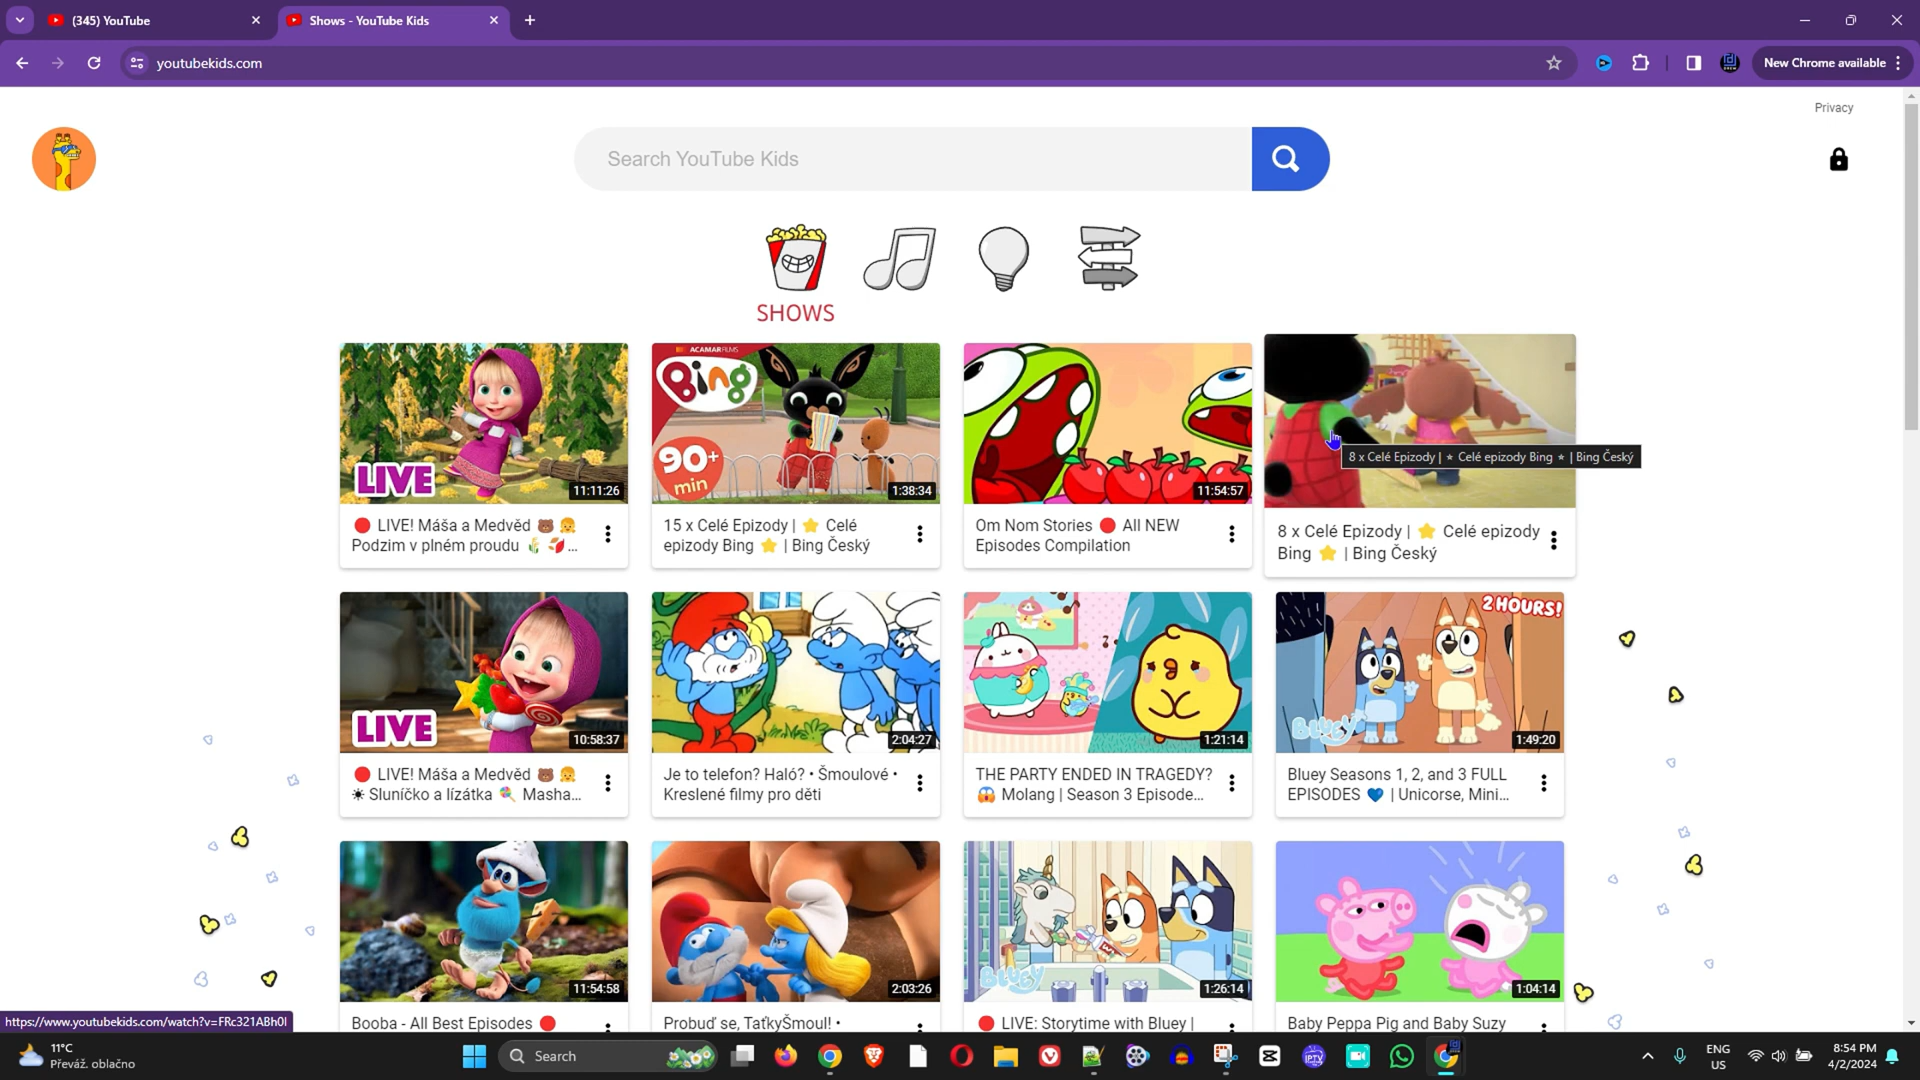 (345) YouTube
Shows - YouTube Kids
youtubekids.com
New Chrome available
Privacy
Search YouTube Kids
SHOWS
LIVE
11:11:26
ACAMARFILMS
Bing
90+
min
1:38:34
11:54:57
8 x Celé Epizody | ⭐ Celé epizody Bing ⭐ | Bing Český
🔴 LIVE! Máša a Medvěd 🐻 👧
Podzim v plném proudu 🌽 🍂...
15 x Celé Epizody | ⭐ Celé
epizody Bing ⭐ | Bing Český
Om Nom Stories 🔴 All NEW
Episodes Compilation
8 x Celé Epizody | ⭐ Celé epizody
Bing ⭐ | Bing Český
LIVE
10:58:37
2:04:27
1:21:14
2 HOURS!
BLUEY
1:49:20
🔴 LIVE! Máša a Medvěd 🐻 👧
☀ Sluníčko a lízátka 🍭 Masha...
Je to telefon? Haló? • Šmoulové •
Kreslené filmy pro děti
THE PARTY ENDED IN TRAGEDY?
😱 Molang | Season 3 Episode...
Bluey Seasons 1, 2, and 3 FULL
EPISODES 💙 | Unicorse, Mini...
11:54:58
2:03:26
BLUEY
1:26:14
1:04:14
Booba - All Best Episodes 🔴
Probuď se, TaťkyŠmoul! •
🔴 LIVE: Storytime with Bluey |
Baby Peppa Pig and Baby Suzy
https://www.youtubekids.com/watch?v=FRc321ABh0I
11°C
Převáž. oblačno
Search
IPTV
ENG
US
8:54 PM
4/2/2024